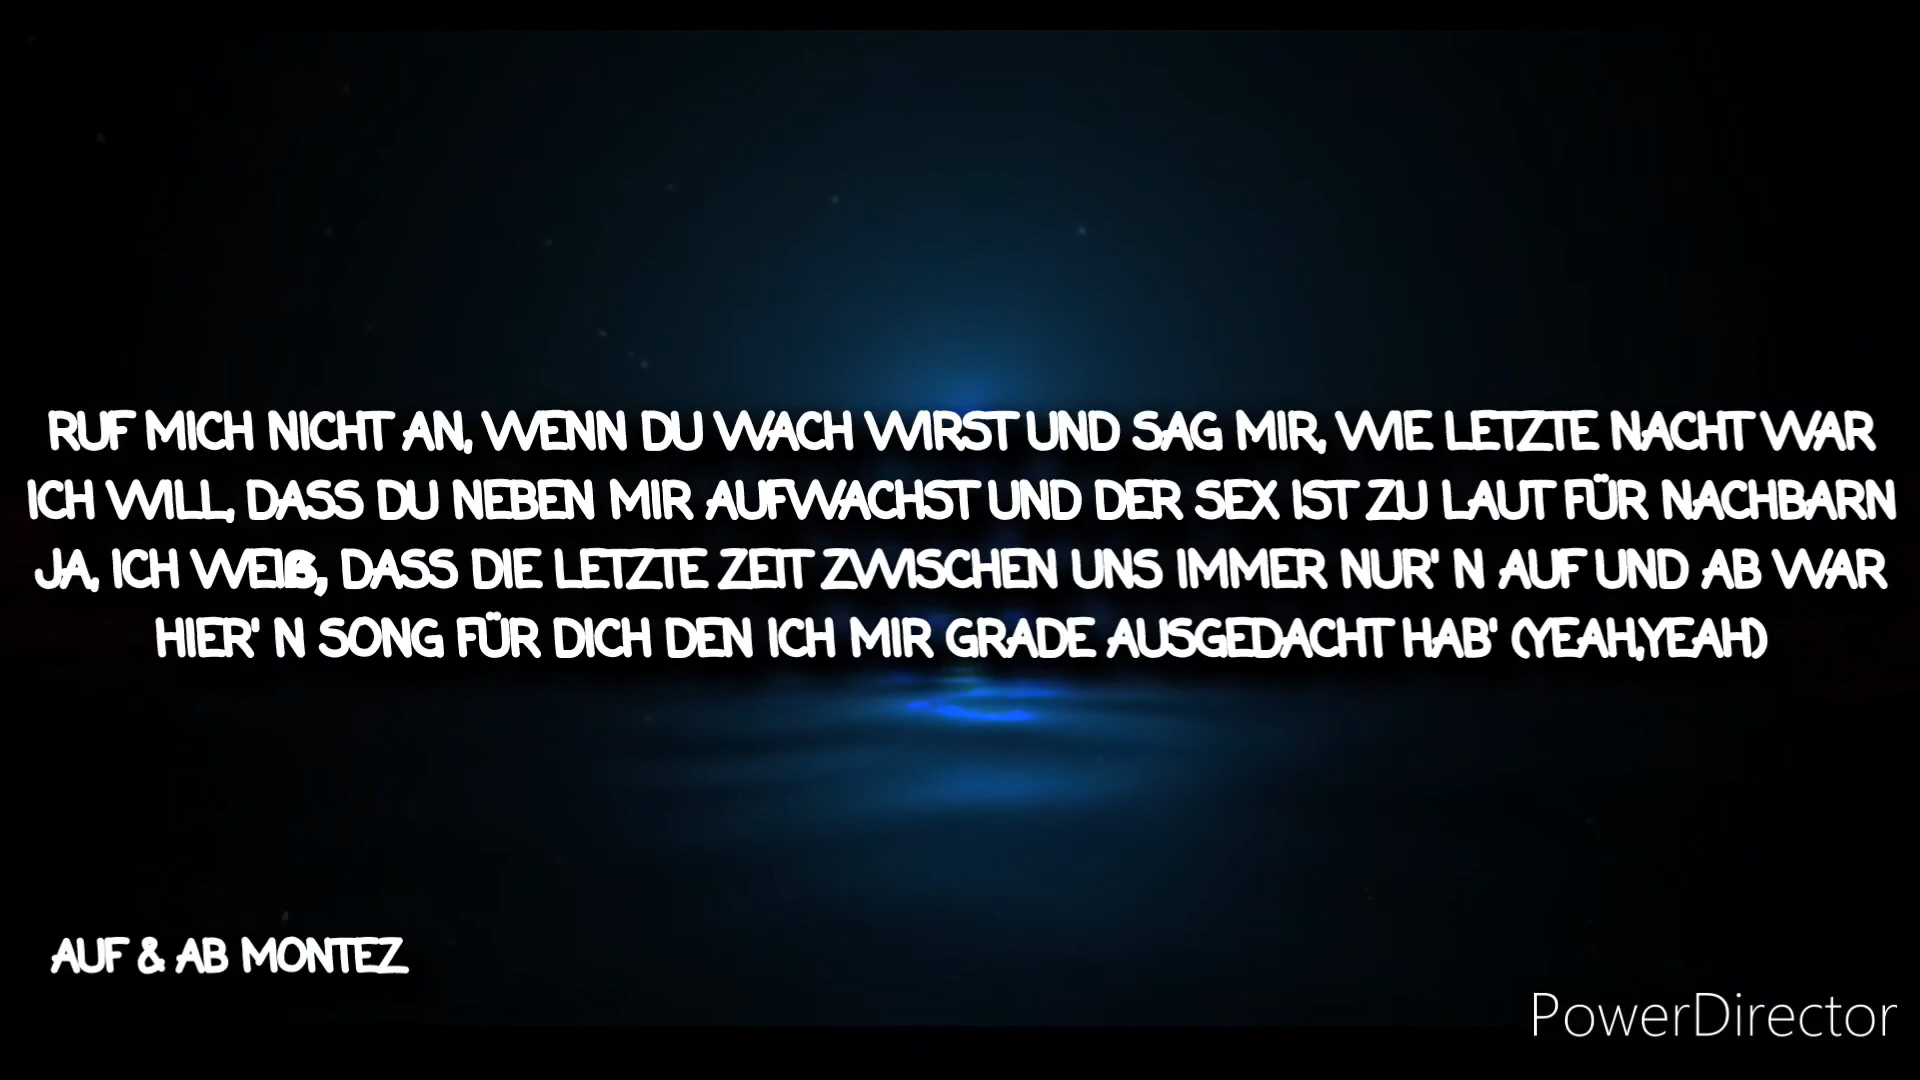 RUF MICH NICHT AN, WENN DU WACH WIRST UND SAG MIR, WIE LETZTE NACHT WAR
ICH WILL, DASS DU NEBEN MIR AUFWACHST UND DER SEX IST ZU LAUT FÜR NACHBARN
JA, ICH WEIß, DASS DIE LETZTE ZEIT ZWISCHEN UNS IMMER NUR' N AUF UND AB WAR
HIER' N SONG FÜR DICH DEN ICH MIR GRADE AUSGEDACHT HAB' (YEAH,YEAH)
AUF & AB MONTEZ
PowerDirector